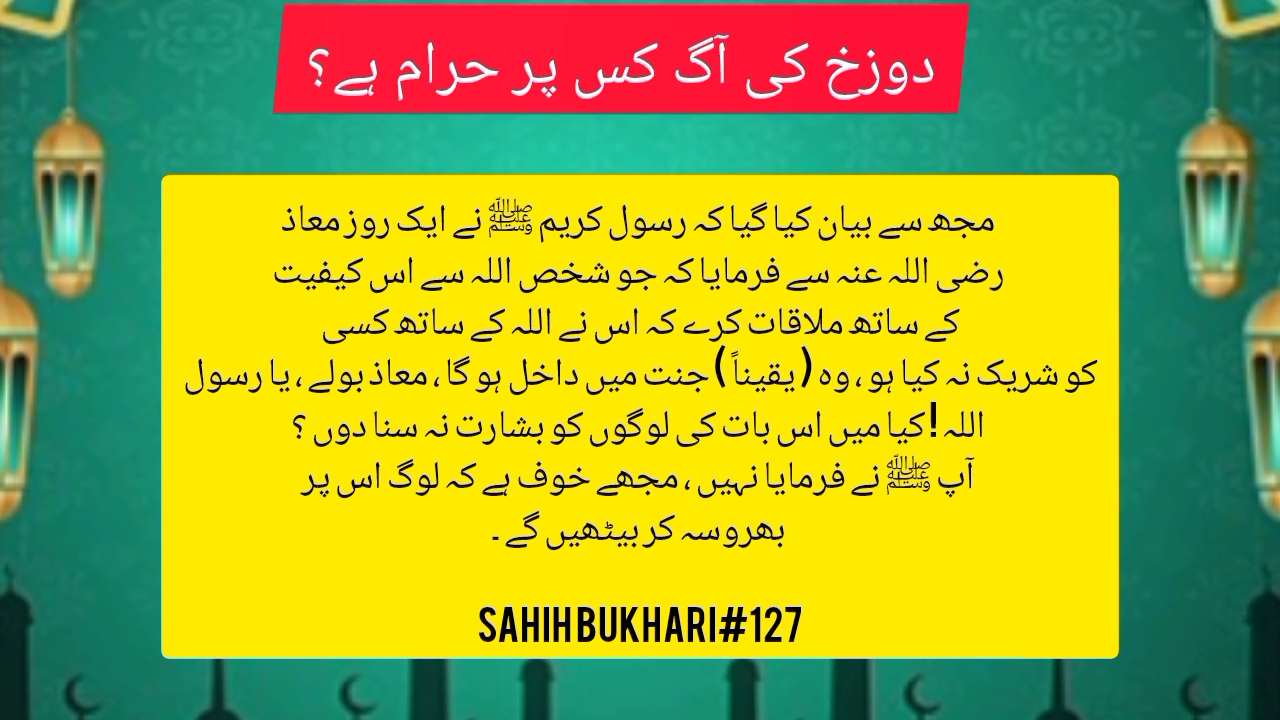 دوزخ کی آگ کس پر حرام ہے؟
مجھ سے بیان کیا گیا کہ رسول کریم ﷺ نے ایک روز معاذ
رضی اللہ عنہ سے فرمایا کہ جو شخص اللہ سے اس کیفیت
کے ساتھ ملاقات کرے کہ اس نے اللہ کے ساتھ کسی
کو شریک نہ کیا ہو، وہ (یقیناً) جنت میں داخل ہو گا، معاذ بولے، یا رسول
اللہ! کیا میں اس بات کی لوگوں کو بشارت نہ سنا دوں؟
آپ ﷺ نے فرمایا نہیں، مجھے خوف ہے کہ لوگ اس پر
بھروسہ کر بیٹھیں گے۔
SAHIH BUKHARI#127